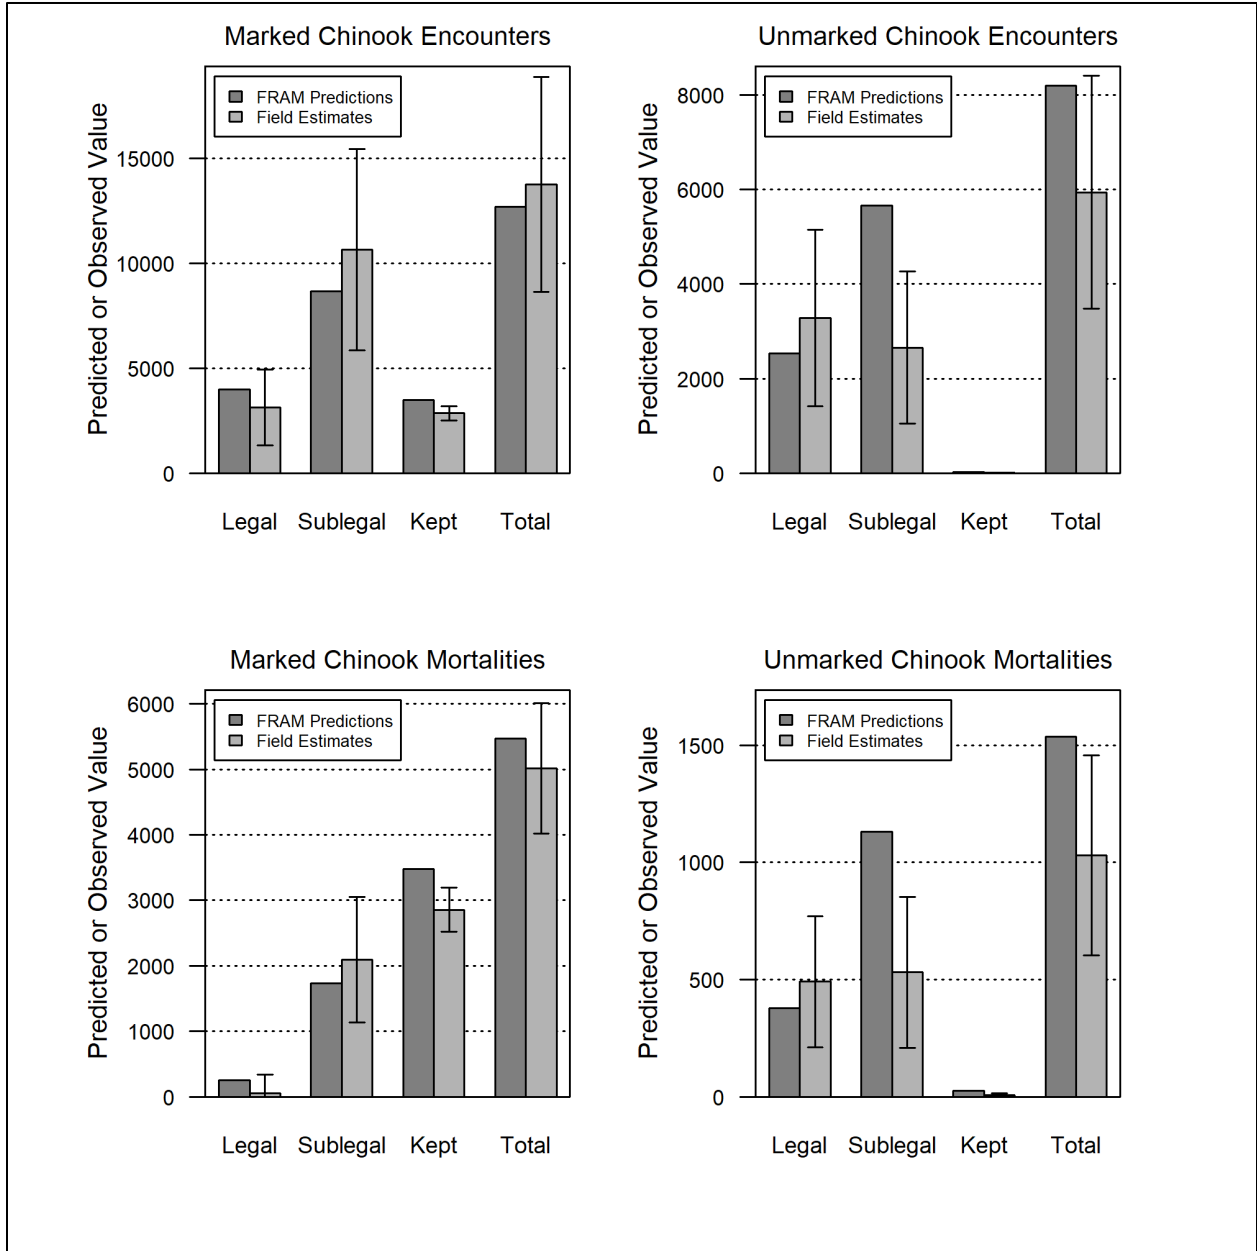 Marked Chinook Encounters
Predicted or Observed Value
FRAM Predictions
Field Estimates
15000
10000
5000
0
Legal Sublegal Kept Total
Unmarked Chinook Encounters
Predicted or Observed Value
FRAM Predictions
Field Estimates
8000
6000
4000
2000
0
Legal Sublegal Kept Total
Marked Chinook Mortalities
Predicted or Observed Value
FRAM Predictions
Field Estimates
6000
5000
4000
3000
2000
1000
0
Legal Sublegal Kept Total
Unmarked Chinook Mortalities
Predicted or Observed Value
FRAM Predictions
Field Estimates
1500
1000
500
0
Legal Sublegal Kept Total